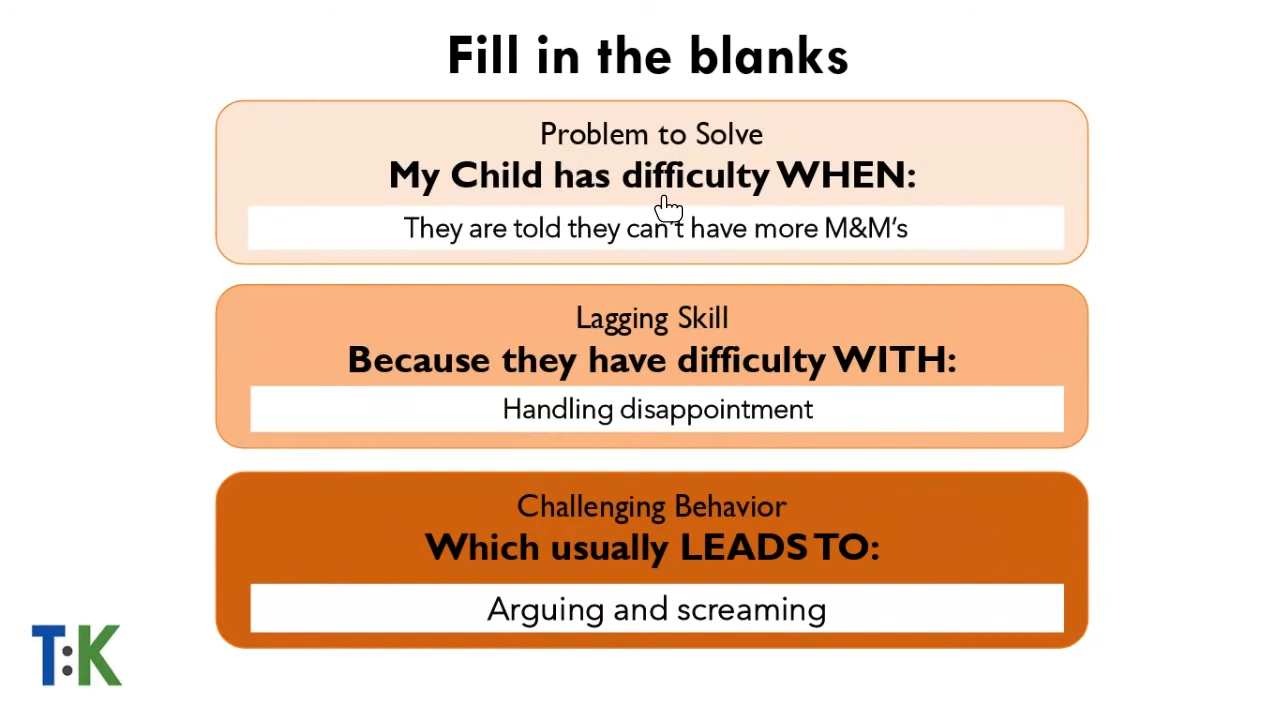 Fill in the blanks
Problem to Solve
My Child has difficulty WHEN:
They are told they can't have more M&M's
Lagging Skill
Because they have difficulty WITH:
Handling disappointment
Challenging Behavior
Which usually LEADS TO:
Arguing and screaming
T:K